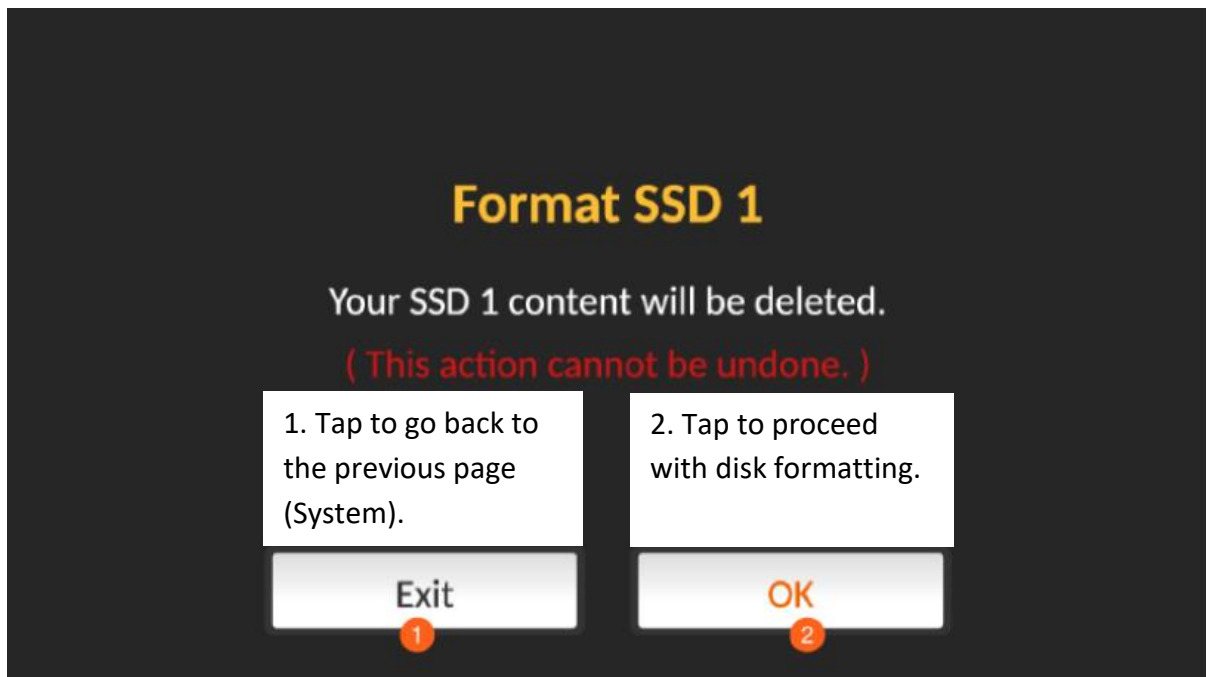 Format SSD 1
Your SSD 1 content will be deleted.
( This action cannot be undone. )
1. Tap to go back to
the previous page
(System).
2. Tap to proceed
with disk formatting.
Exit
OK
1
2